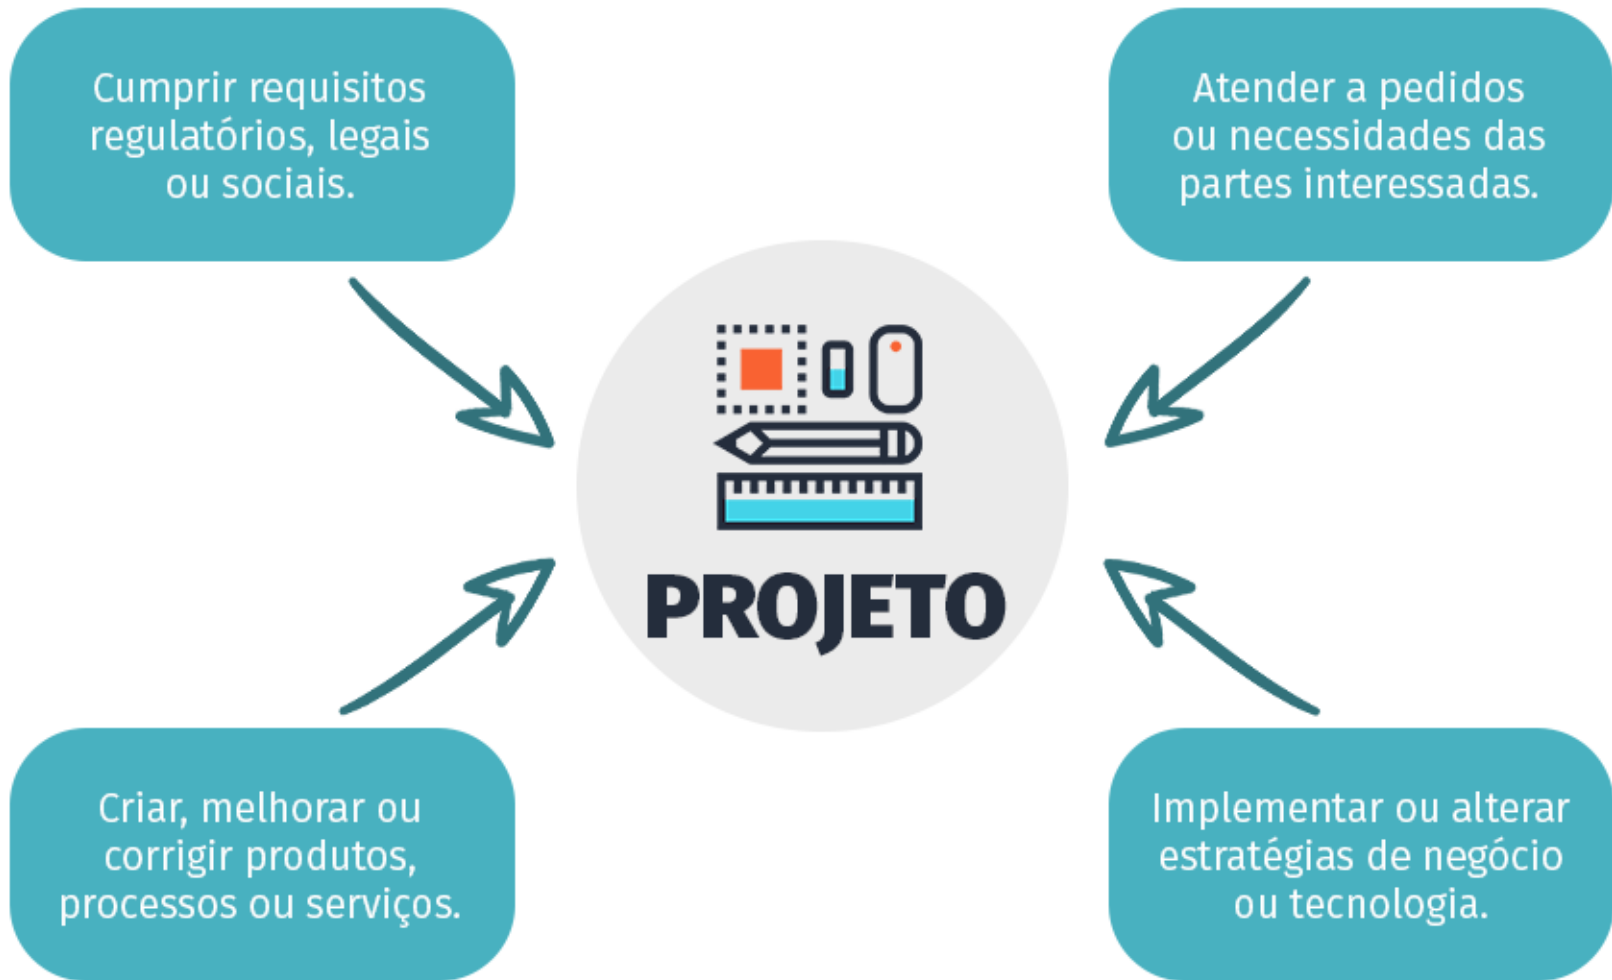 Cumprir requisitos
regulatórios, legais
ou sociais.
Atender a pedidos
ou necessidades das
partes interessadas.
PROJETO
Criar, melhorar ou
corrigir produtos,
processos ou serviços.
Implementar ou alterar
estratégias de negócio
ou tecnologia.